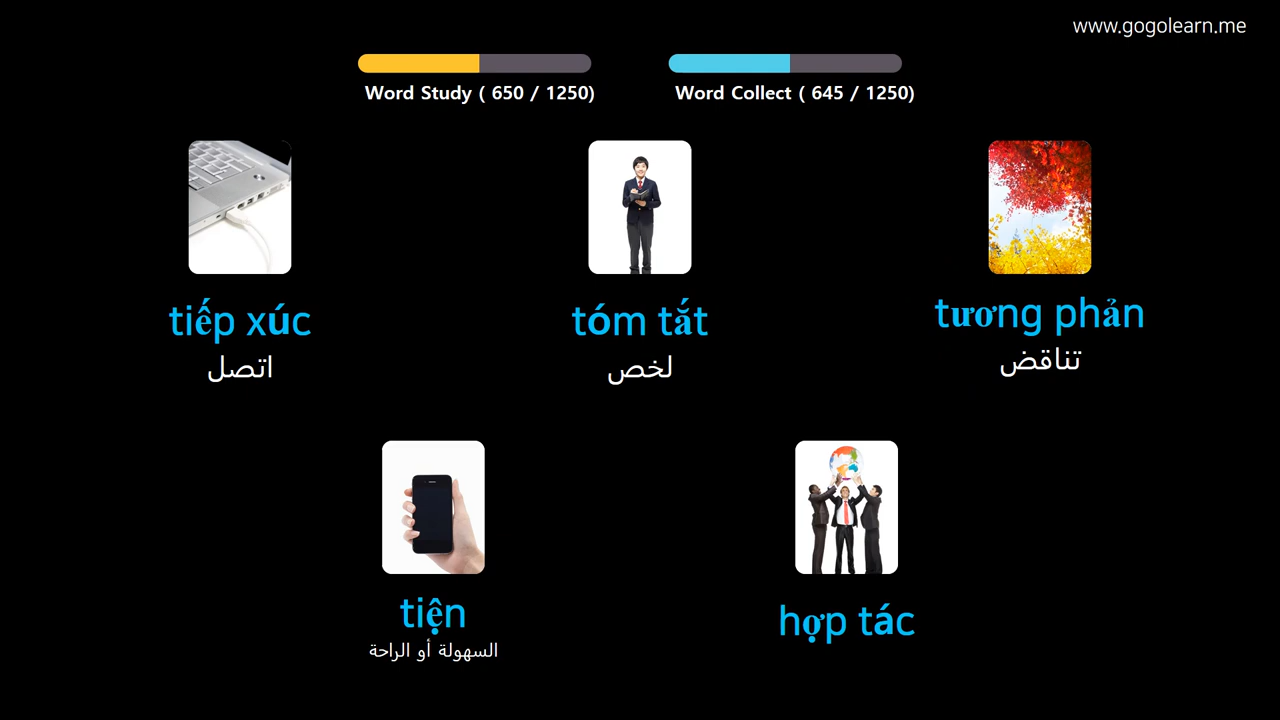 www.gogolearn.me
Word Study ( 650 / 1250)
Word Collect ( 645 / 1250)
tiếp xúc
اتصل
tóm tắt
لخص
tương phản
تناقض
tiện
السهولة أو الراحة
hợp tác